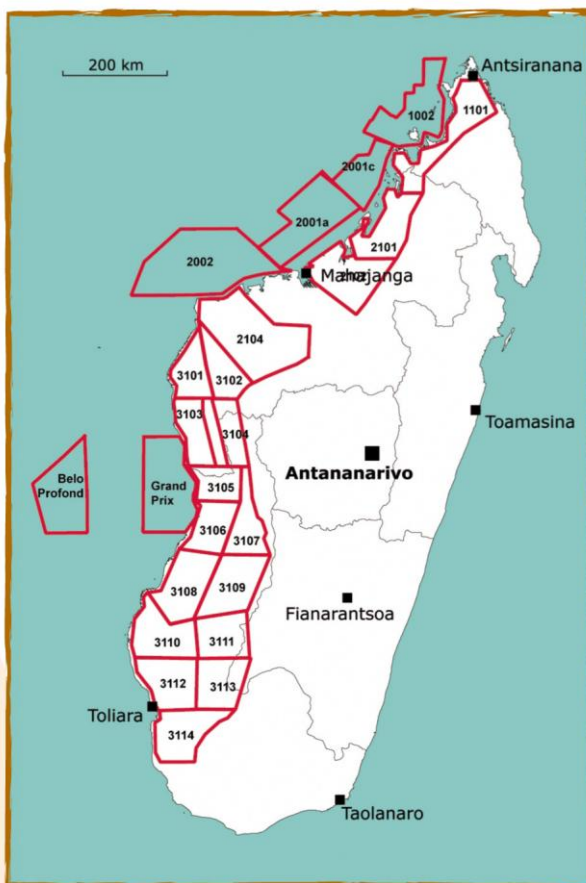 200 km
Antsiranana
1002
1101
2001c
2001a
2101
2002
Mahajanga
2104
3101
3102
3103
3104
Toamasina
Antananarivo
Belo
Profond
Grand
Prix
3105
3106
3107
3108
3109
Fianarantsoa
3110
3111
3112
3113
Toliara
3114
Taolanaro